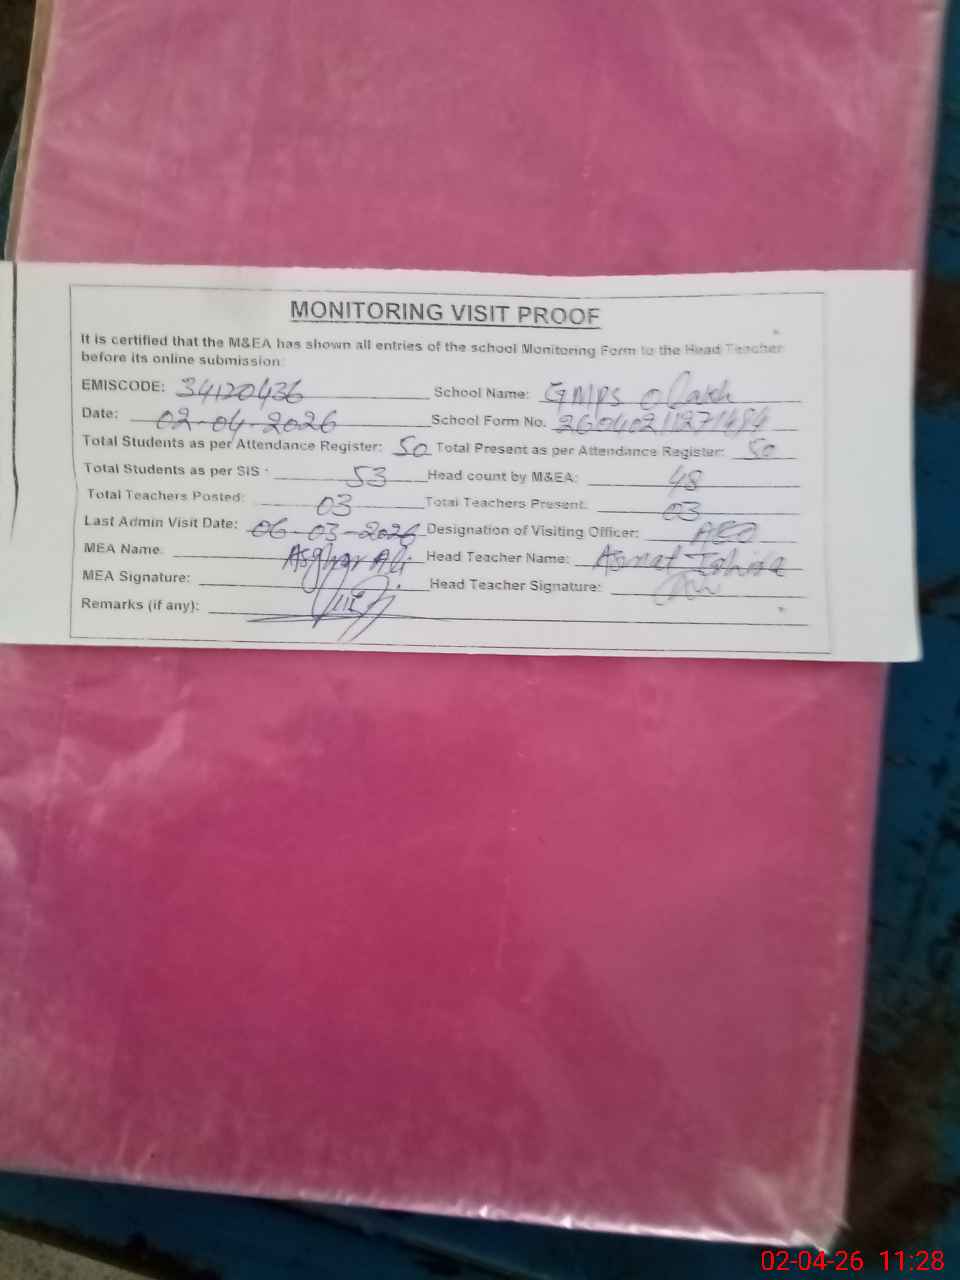 MONITORING VISIT PROOF
It is certified that the M&EA has shown all entries of the school Monitoring Form to the Head Teacher
before its online submission:
EMISCODE: 34120436 School Name: GMPS
Date: 02-04-2026 School Form No. 26040211271484
Total Students as per Attendance Register: 50 Total Present as per Attendance Register: 50
Total Students as per SIS: 53 Head count by M&EA: 48
Total Teachers Posted: 03 Total Teachers Present: 03
Last Admin Visit Date: 06-03-2026 Designation of Visiting Officer: AEO
MEA Name: Asghar Ali Head Teacher Name: Asmat
MEA Signature: Head Teacher Signature:
Remarks (if any):
02-04-26 11:28